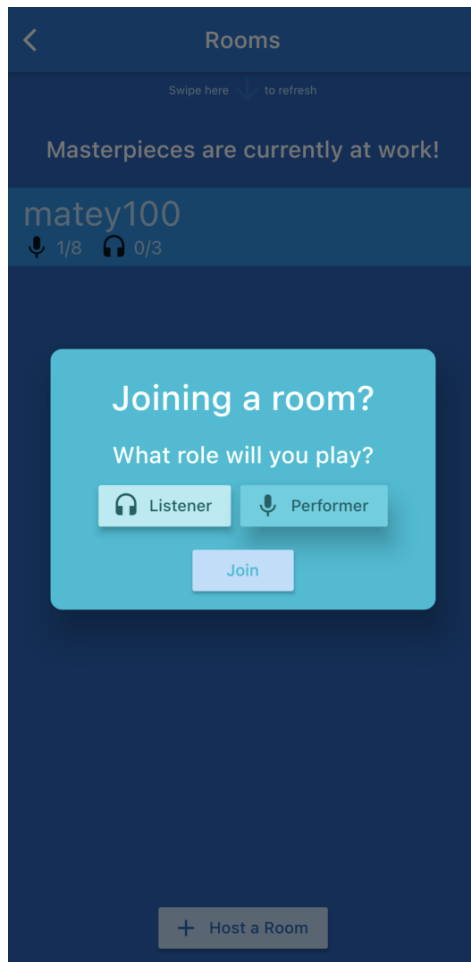 Rooms
Swipe here to refresh
Masterpieces are currently at work!
matey100
1/8 0/3
Joining a room?
What role will you play?
Listener Performer
Join
+ Host a Room